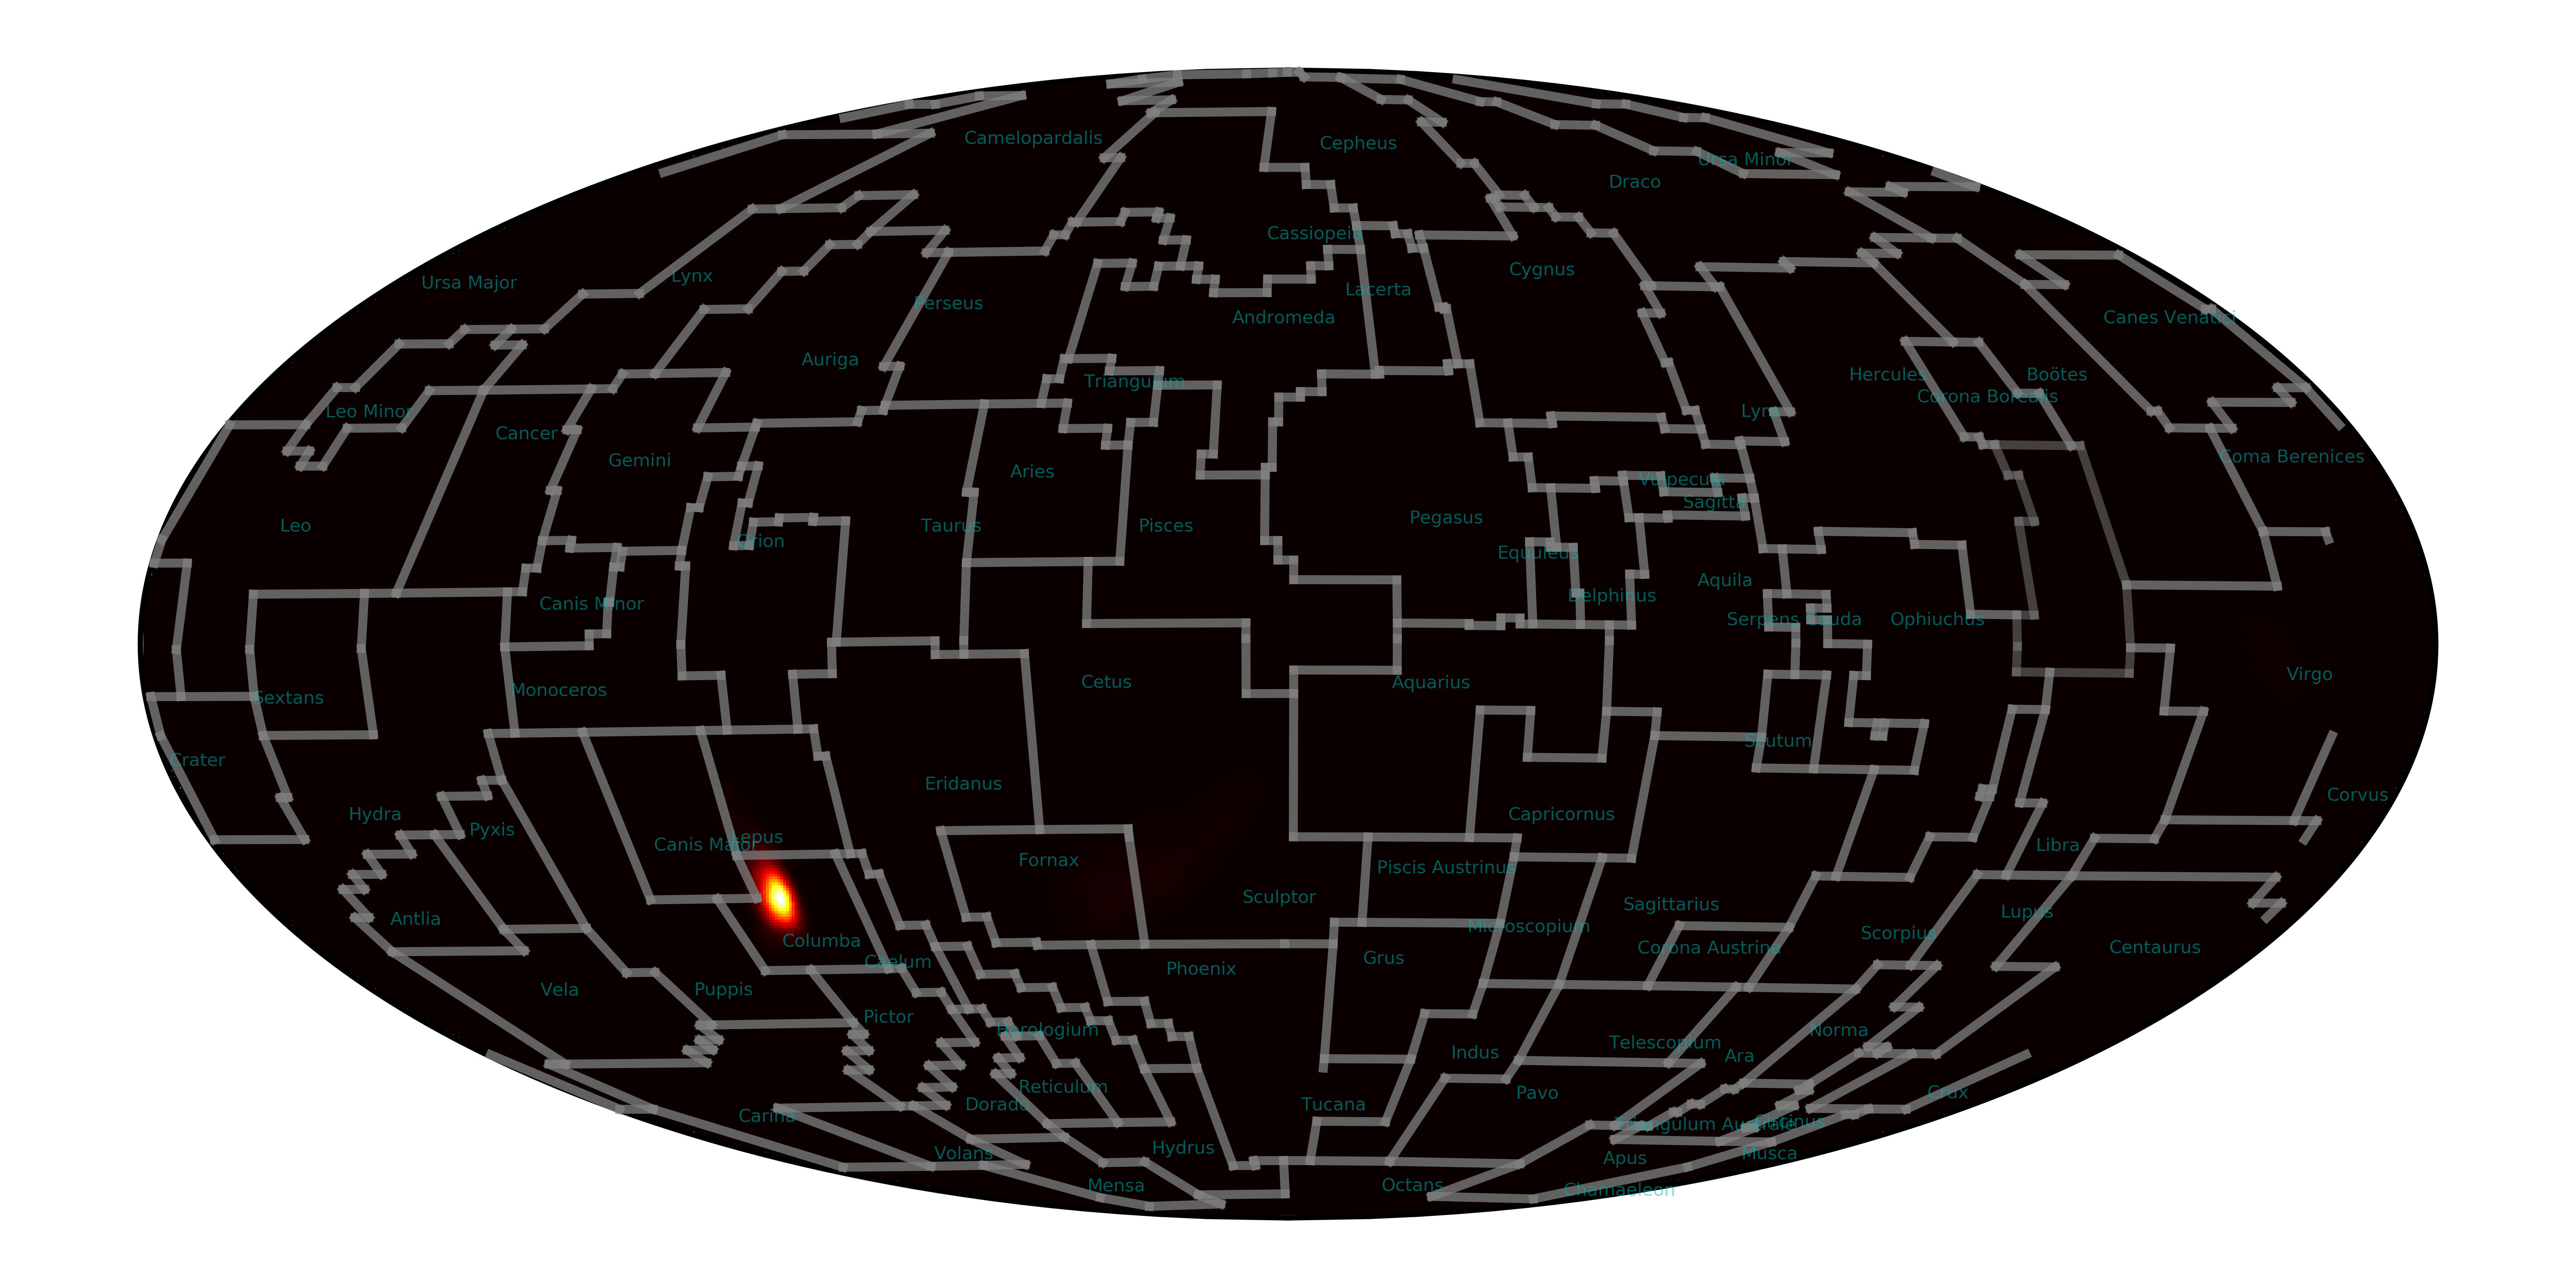 Camelopardalis
Cepheus
Ursa Minor
Draco
Cassiopeia
Cygnus
Lynx
Ursa Major
Lacerta
Perseus
Andromeda
Canes Venatici
Auriga
Hercules
Boötes
Triangulum
Corona Borealis
Leo Minor
Lyra
Cancer
Coma Berenices
Gemini
Aries
Vulpecula
Sagitta
Pegasus
Leo
Taurus
Pisces
Orion
Equuleus
Aquila
Delphinus
Canis Minor
Serpens Cauda
Ophiuchus
Virgo
Cetus
Aquarius
Monoceros
Sextans
Scutum
Crater
Eridanus
Corvus
Hydra
Capricornus
Pyxis
Lepus
Canis Major
Libra
Fornax
Piscis Austrinus
Sculptor
Sagittarius
Lupus
Antlia
Microscopium
Scorpius
Columba
Corona Austrina
Centaurus
Grus
Caelum
Phoenix
Vela
Puppis
Pictor
Horologium
Norma
Telescopium
Indus
Ara
Reticulum
Pavo
Crux
Dorado
Tucana
Carina
Circinus
Triangulum Australe
Hydrus
Volans
Musca
Apus
Mensa
Octans
Chamaeleon